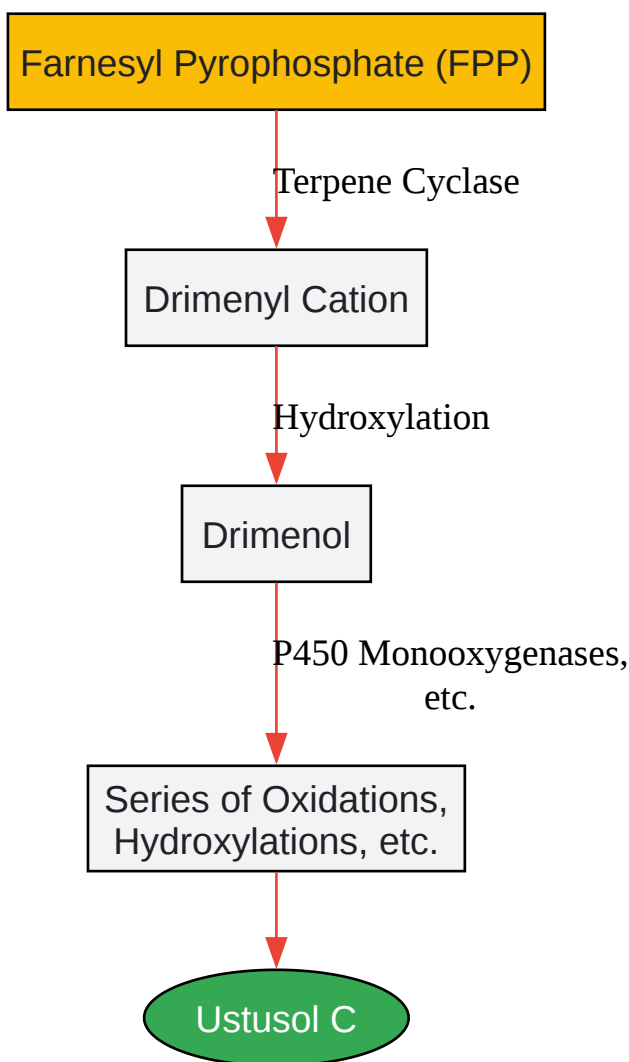 Farnesyl Pyrophosphate (FPP)
Terpene Cyclase
Drimenyl Cation
Hydroxylation
Drimenol
P450 Monooxygenases,
etc.
Series of Oxidations,
Hydroxylations, etc.
Ustusol C